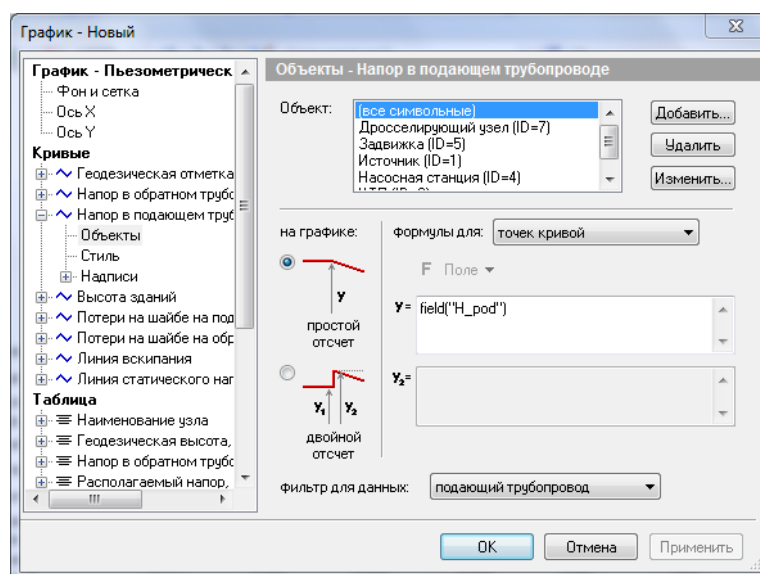 График - Новый
График - Пьезометрическ
Фон и сетка
Ось X
Ось Y
Кривые
Геодезическая отметка
Напор в обратном трубо
Напор в подающем труб
Объекты
Стиль
Надписи
Высота зданий
Потери на шайбе на под
Потери на шайбе на обр
Линия вскипания
Линия статического наг
Таблица
Наименование узла
Геодезическая высота,
Напор в обратном трубо
Располагаемый напор,
Объекты - Напор в подающем трубопроводе
Объект:
(все символьные)
Дросселирующий узел (ID=7)
Задвижка (ID=5)
Источник (ID=1)
Насосная станция (ID=4)
Добавить...
Удалить
Изменить...
на графике:
формулы для: точек кривой
F Поле
Y
простой
отсчет
Y= field("H_pod")
Y1 Y2
двойной
отсчет
Y2=
Фильтр для данных: подающий трубопровод
OK Отмена Применить